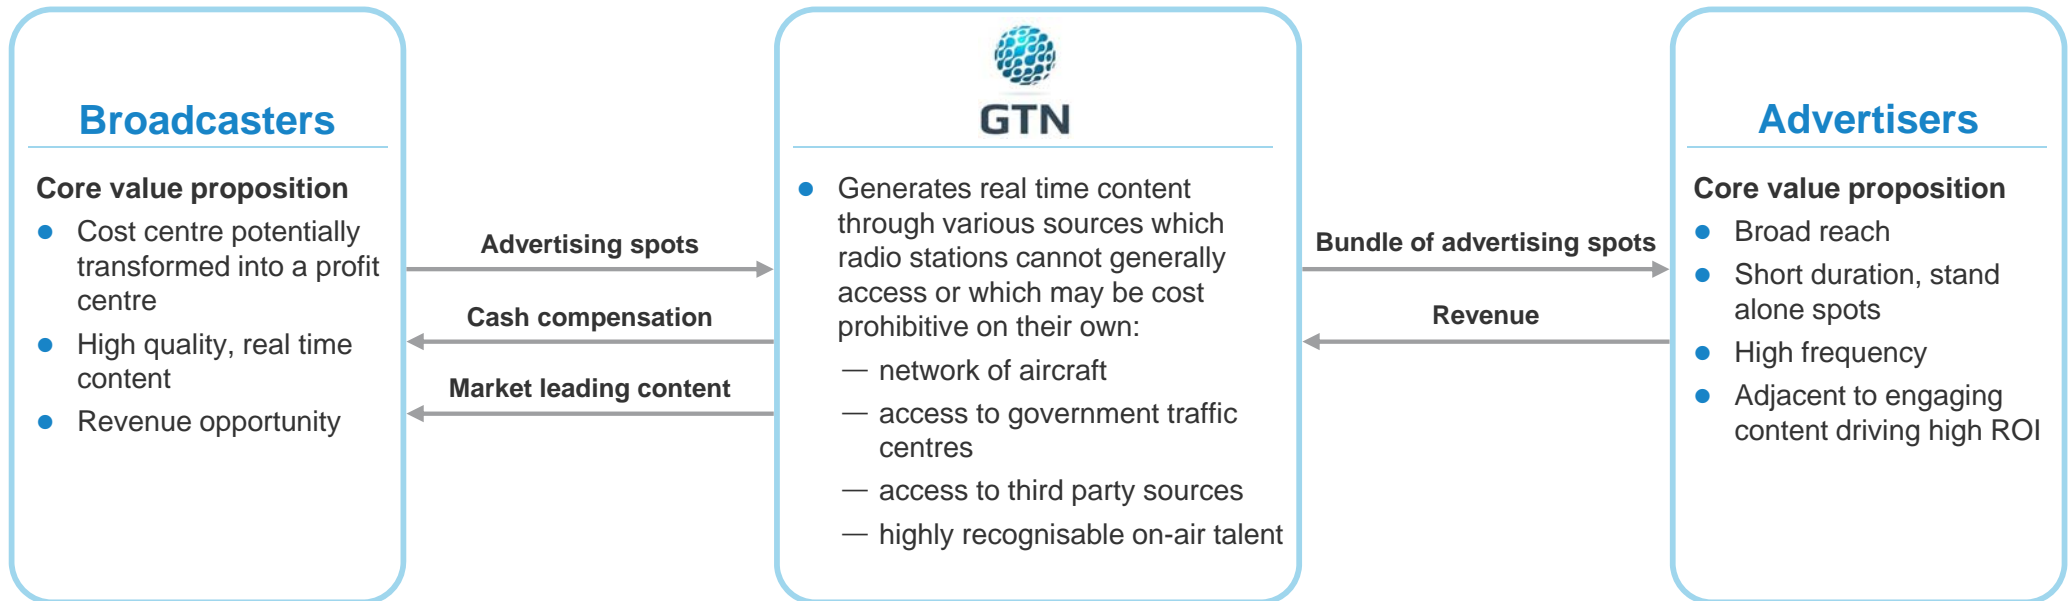 Broadcasters
Core value proposition
● Cost centre potentially
transformed into a profit
centre
● High quality, real time
content
● Revenue opportunity
Advertising spots
Cash compensation
Market leading content
GTN
● Generates real time content
through various sources which
radio stations cannot generally
access or which may be cost
prohibitive on their own:
— network of aircraft
— access to government traffic
centres
— access to third party sources
— highly recognisable on-air talent
Bundle of advertising spots
Revenue
Advertisers
Core value proposition
● Broad reach
● Short duration, stand
alone spots
● High frequency
● Adjacent to engaging
content driving high ROI